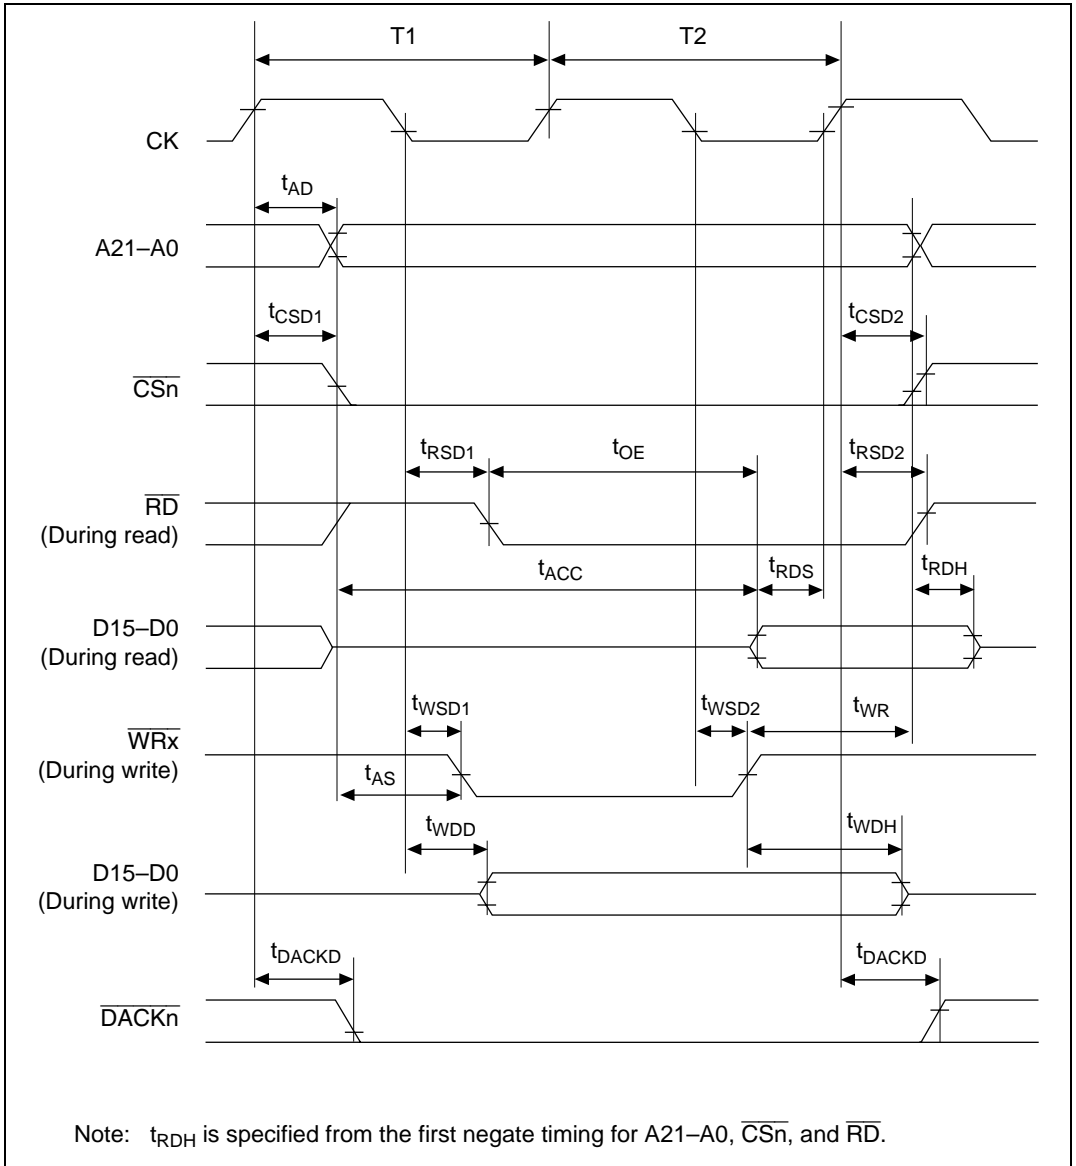 T1 T2
CK
tAD
A21–A0
tCSD1 tCSD2
CSn
tRSD1 tOE tRSD2
RD
(During read)
tACC tRDS tRDH
D15–D0
(During read)
tWSD1 tWSD2 tWR
WRx
(During write)
tAS
tWDD tWDH
D15–D0
(During write)
tDACKD tDACKD
DACKn
Note: tRDH is specified from the first negate timing for A21–A0, CSn, and RD.